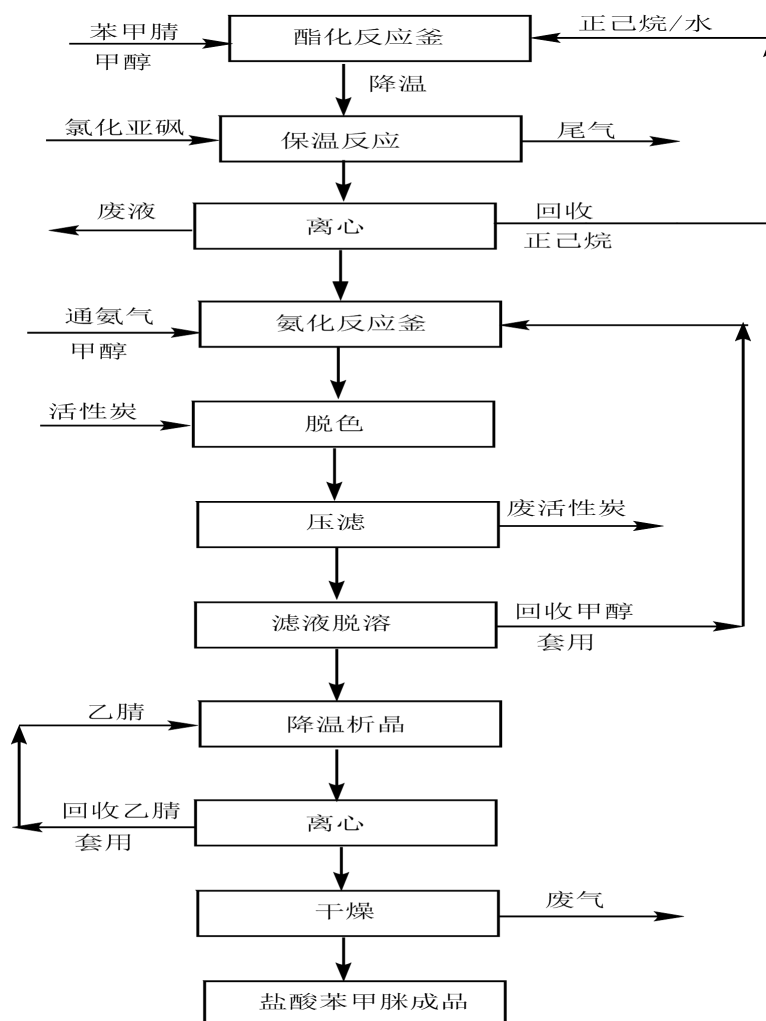 苯甲腈
甲醇
酯化反应釜
正己烷/水
降温
氯化亚砜
保温反应
尾气
废液
离心
回收
正己烷
通氨气
甲醇
氨化反应釜
活性炭
脱色
压滤
废活性炭
滤液脱溶
回收甲醇
套用
乙腈
降温析晶
回收乙腈
套用
离心
干燥
废气
盐酸苯甲脒成品